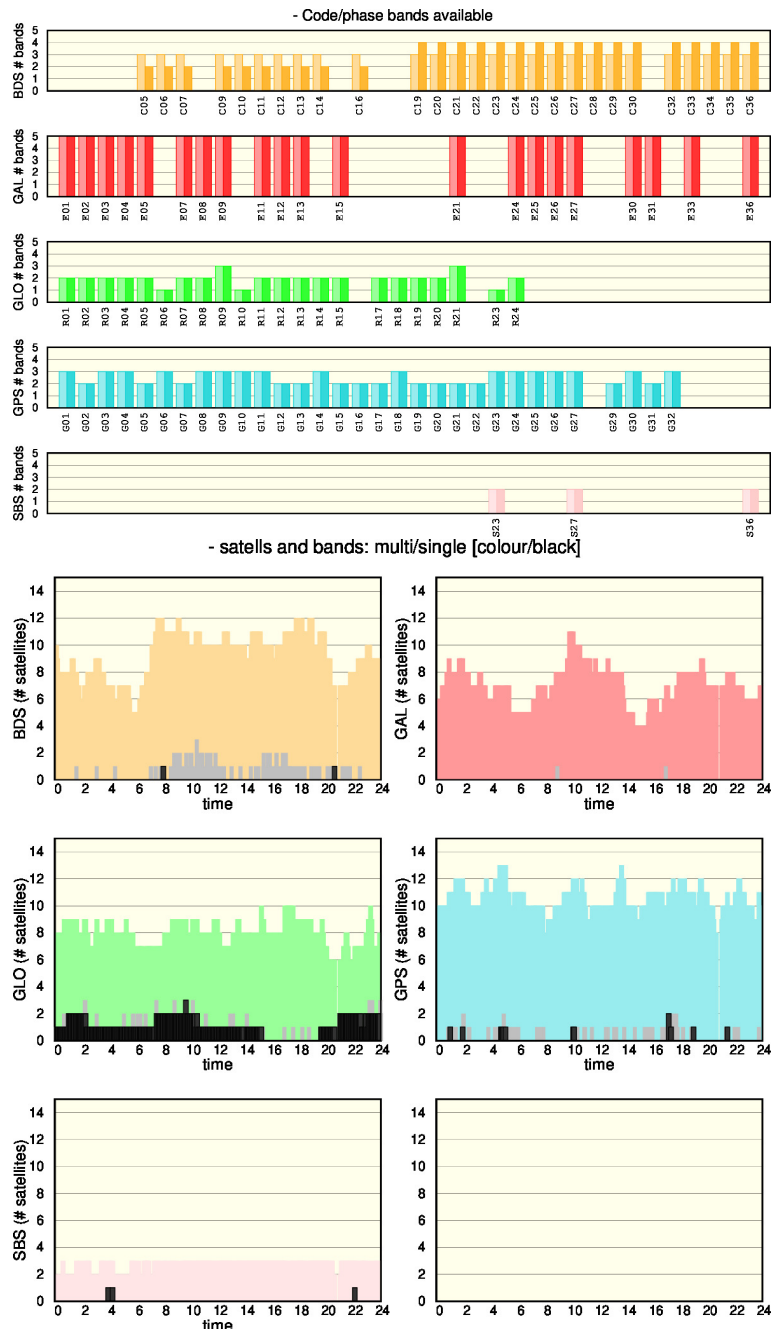 - Code/phase bands available
BDS # bands
5
4
3
2
1
0
C05 C06 C07 C09 C10 C11 C12 C13 C14 C16 C19 C20 C21 C22 C23 C24 C25 C26 C27 C28 C29 C30 C32 C33 C34 C35 C36
GAL # bands
5
4
3
2
1
0
E01 E02 E03 E04 E05 E07 E08 E09 E11 E12 E13 E15 E21 E24 E25 E26 E27 E30 E31 E33 E36
GLO # bands
5
4
3
2
1
0
R01 R02 R03 R04 R05 R06 R07 R08 R09 R10 R11 R12 R13 R14 R15 R17 R18 R19 R20 R21 R23 R24
GPS # bands
5
4
3
2
1
0
G01 G02 G03 G04 G05 G06 G07 G08 G09 G10 G11 G12 G13 G14 G15 G16 G17 G18 G19 G20 G21 G22 G23 G24 G25 G26 G27 G29 G30 G31 G32
SBS # bands
5
4
3
2
1
0
S23 S27 S36
- satells and bands: multi/single [colour/black]
BDS (# satellites)
14
12
10
8
6
4
2
0
0 2 4 6 8 10 12 14 16 18 20 22 24
time
GAL (# satellites)
14
12
10
8
6
4
2
0
0 2 4 6 8 10 12 14 16 18 20 22 24
time
GLO (# satellites)
14
12
10
8
6
4
2
0
0 2 4 6 8 10 12 14 16 18 20 22 24
time
GPS (# satellites)
14
12
10
8
6
4
2
0
0 2 4 6 8 10 12 14 16 18 20 22 24
time
SBS (# satellites)
14
12
10
8
6
4
2
0
0 2 4 6 8 10 12 14 16 18 20 22 24
time
14
12
10
8
6
4
2
0
0 2 4 6 8 10 12 14 16 18 20 22 24